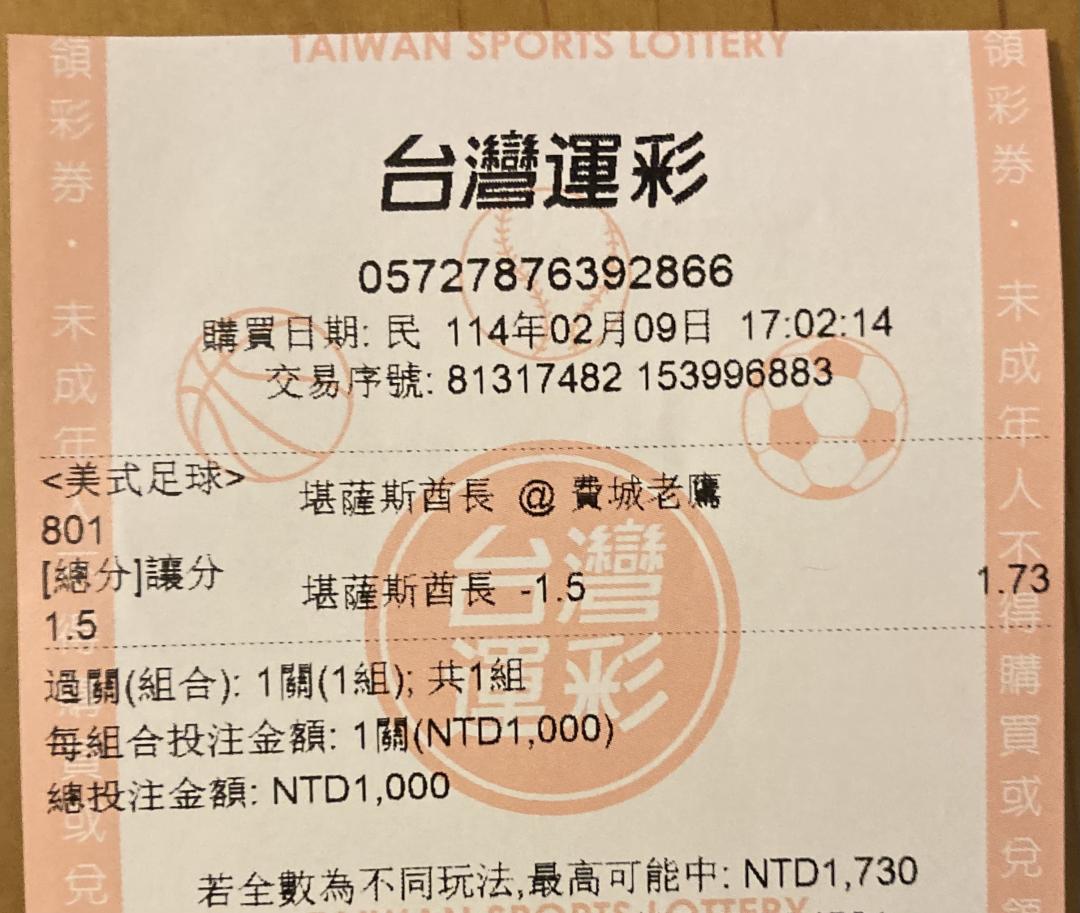 TAIWAN SPORTS LOTTERY
台灣運彩
05727876392866
購買日期: 民 114年02月09日 17:02:14
交易序號: 81317482 153996883
<美式足球> 堪薩斯酋長 @ 費城老鷹
801
[總分]讓分 堪薩斯酋長 -1.5 1.73
1.5
台灣
運彩
過關(組合): 1關(1組); 共1組
每組合投注金額: 1關(NTD1,000)
總投注金額: NTD1,000
若全數為不同玩法,最高可能中: NTD1,730
TAIWAN SPORTS LOTTERY
領彩券・未成年人不得購買或兌
領彩券・未成年人不得購買或兌領